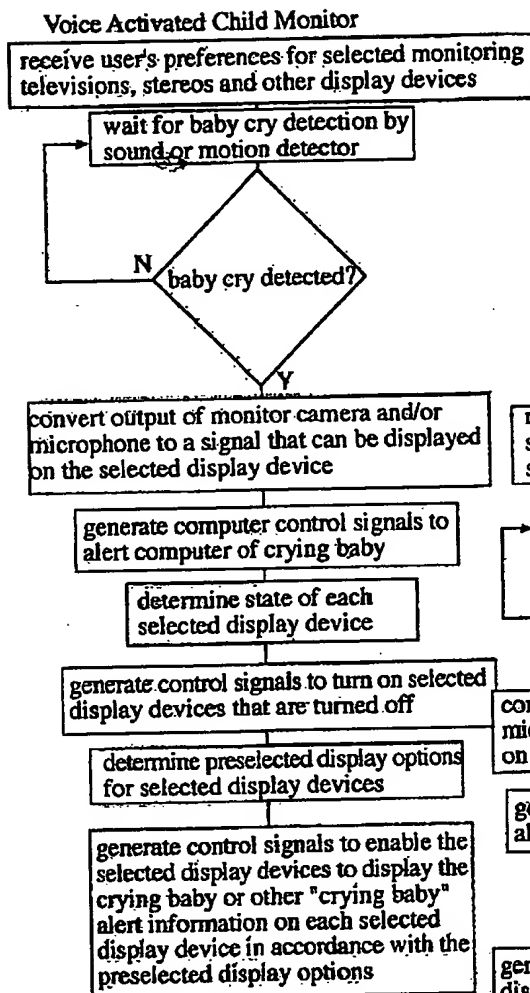 Voice Activated Child Monitor
receive user's preferences for selected monitoring
televisions, stereos and other display devices
wait for baby cry detection by
sound or motion detector
N
baby cry detected?
Y
convert output of monitor camera and/or
microphone to a signal that can be displayed
on the selected display device
generate computer control signals to
alert computer of crying baby
determine state of each
selected display device
generate control signals to turn on selected
display devices that are turned off
determine preselected display options
for selected display devices
generate control signals to enable the
selected display devices to display the
crying baby or other "crying baby"
alert information on each selected
display device in accordance with the
preselected display options
s
s
con
mic
on
ge
al
gen